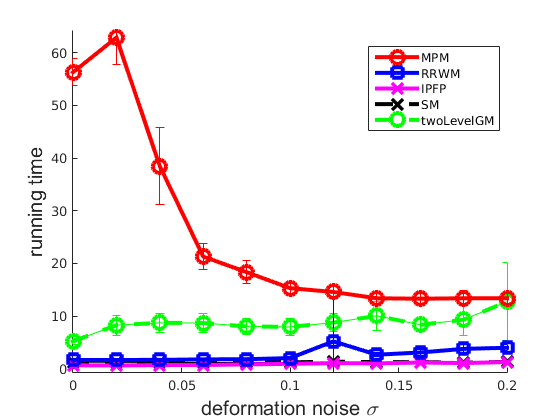 60
50
40
30
20
10
0
running time
MPM
RRWM
IPFP
SM
twoLevelGM
0 0.05 0.1 0.15 0.2
deformation noise σ